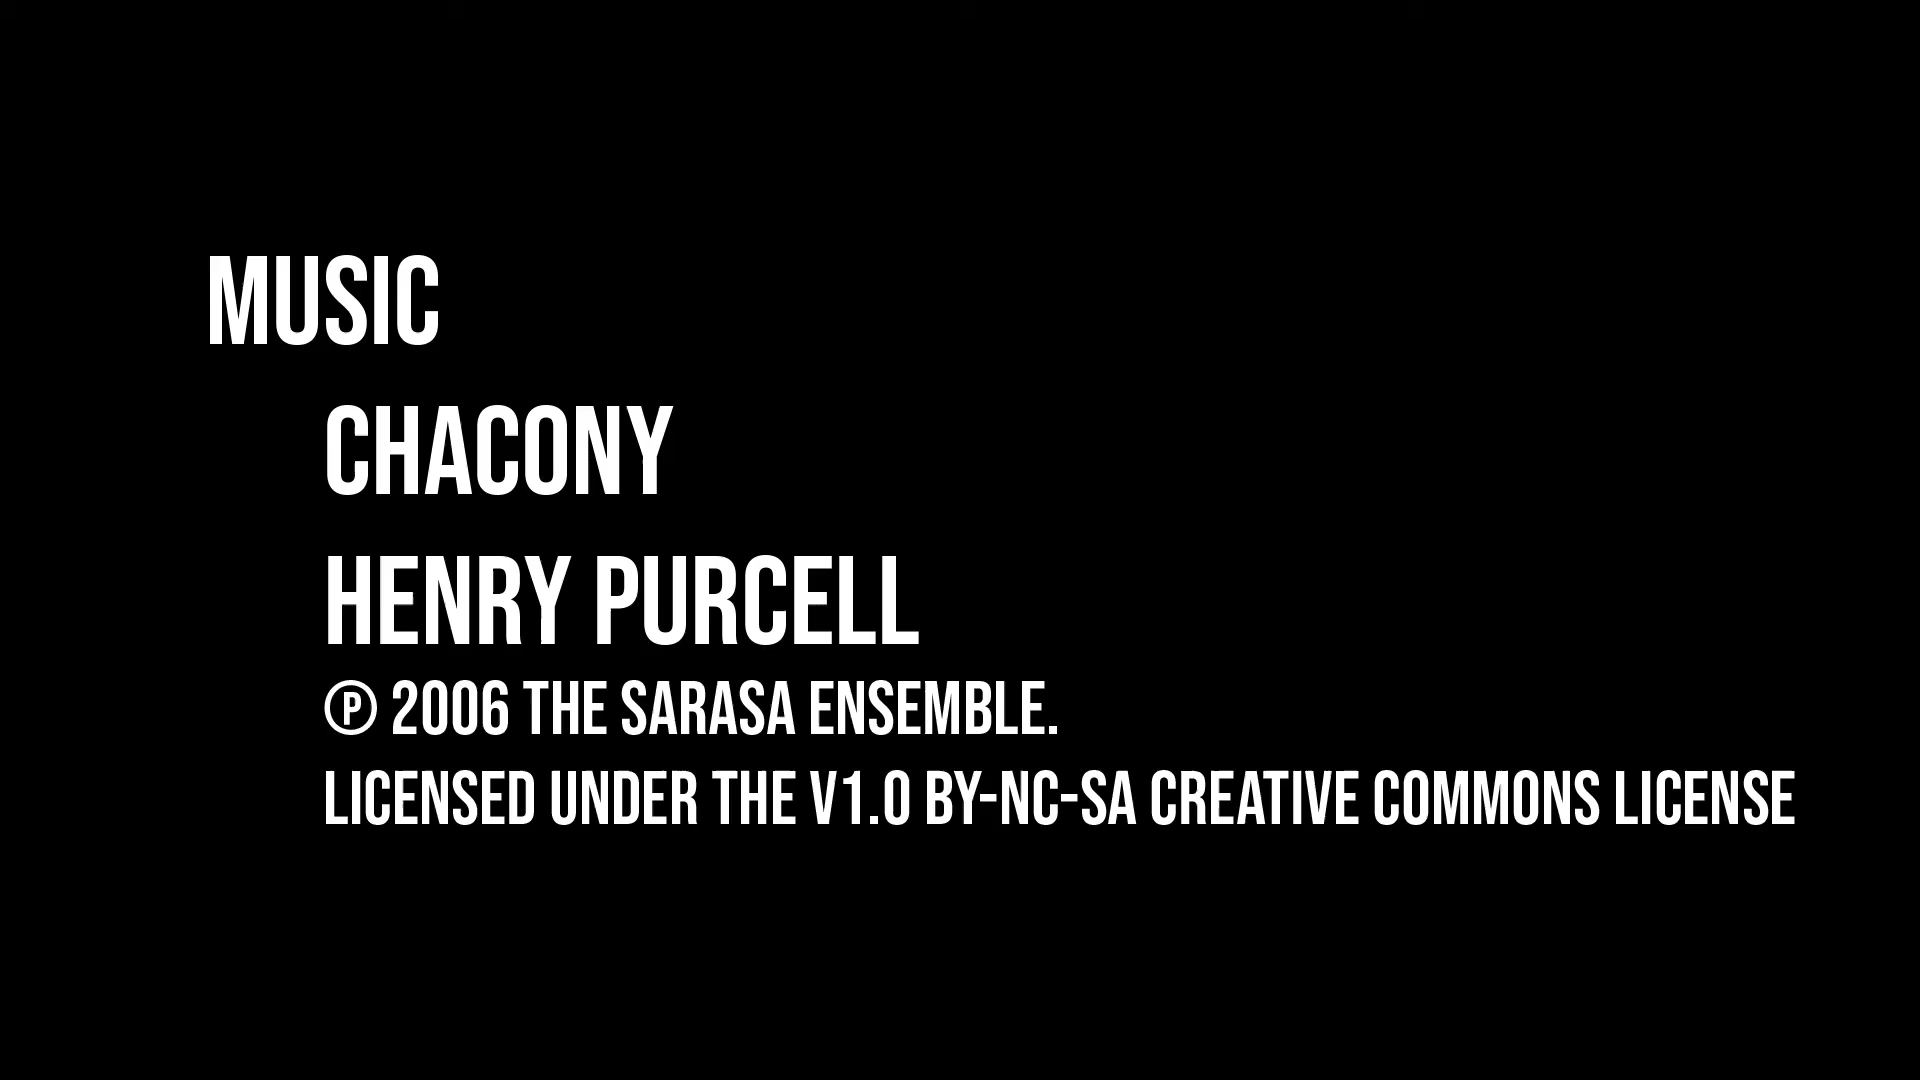 MUSIC
CHACONY
HENRY PURCELL
℗ 2006 THE SARASA ENSEMBLE.
LICENSED UNDER THE V1.0 BY-NC-SA CREATIVE COMMONS LICENSE